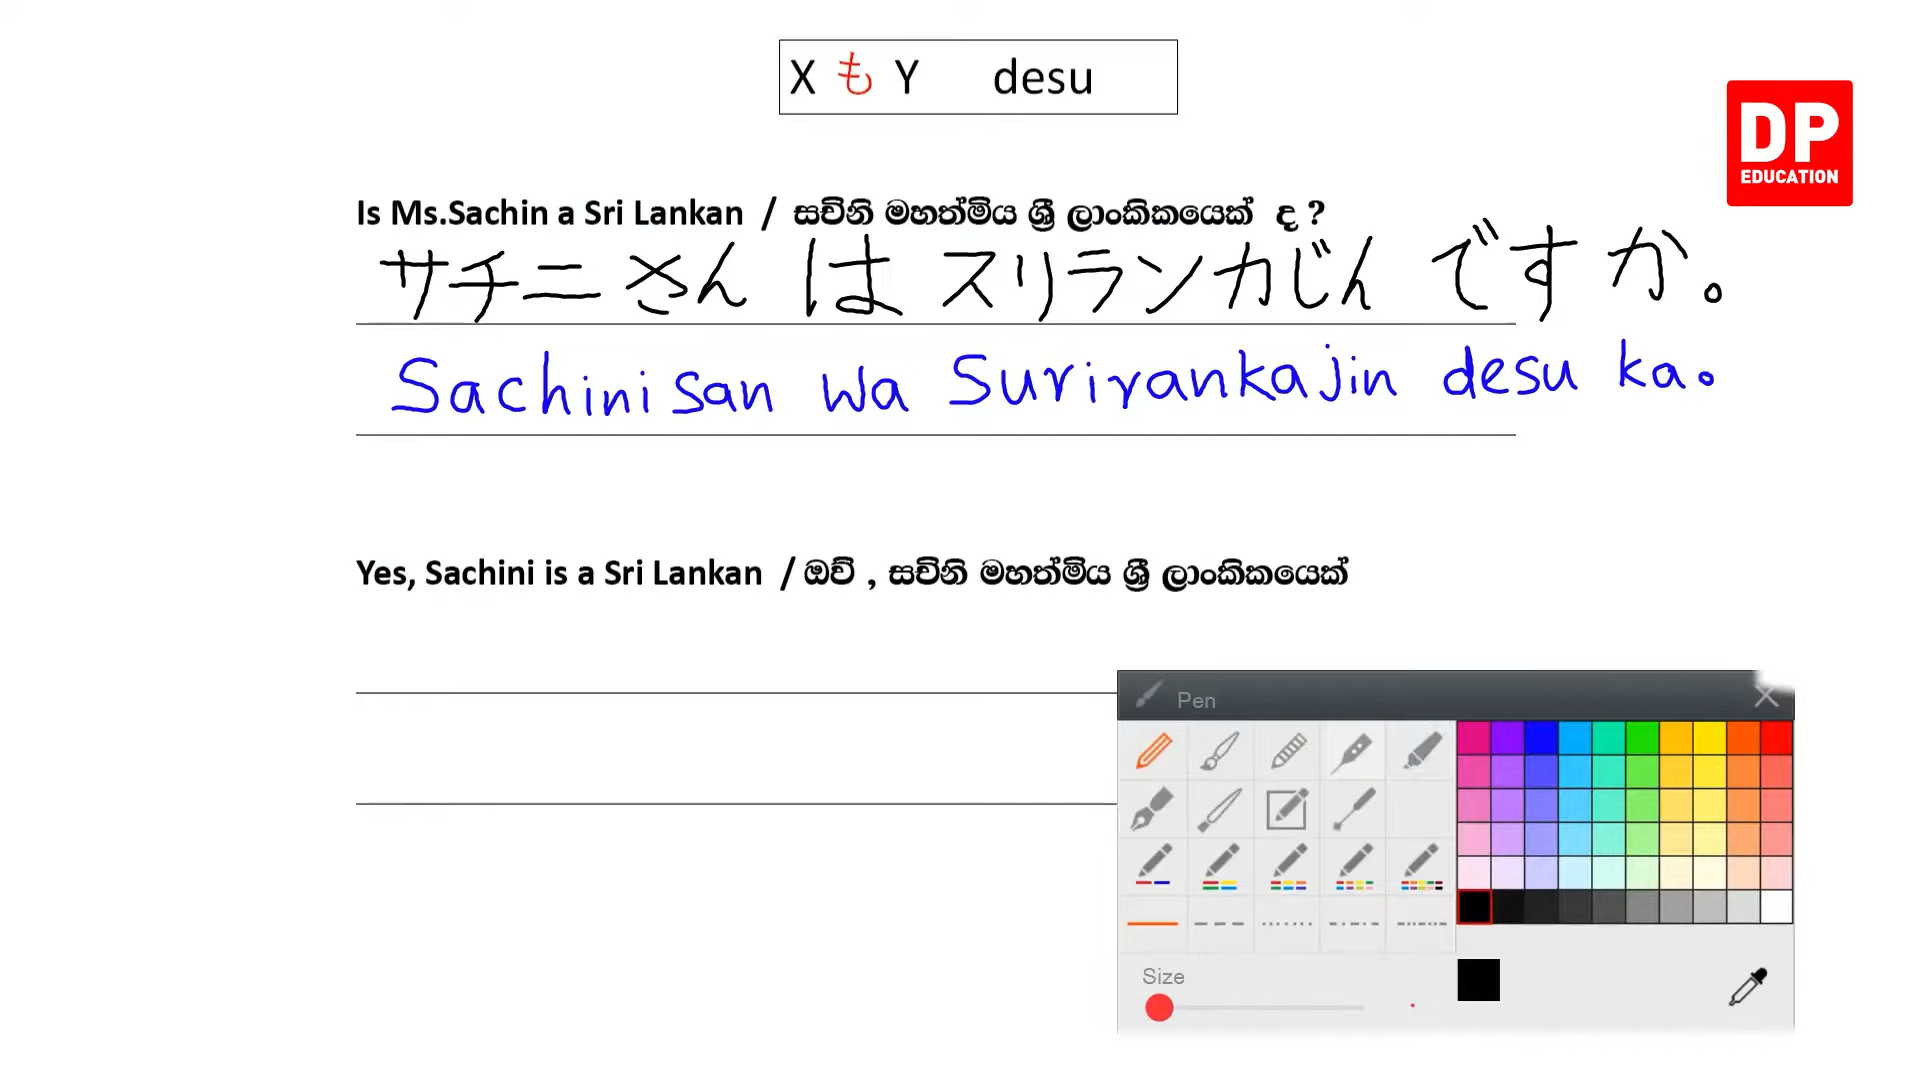 X も Y desu
DP
EDUCATION
Is Ms.Sachin a Sri Lankan / සචිනි මහත්මිය ශ්‍රී ලාංකිකයෙක් ද ?
サチニさん は スリランカじん ですか。
Sachini san wa Surirankajin desu ka。
Yes, Sachini is a Sri Lankan / ඔව් , සචිනි මහත්මිය ශ්‍රී ලාංකිකයෙක්
Pen
Size